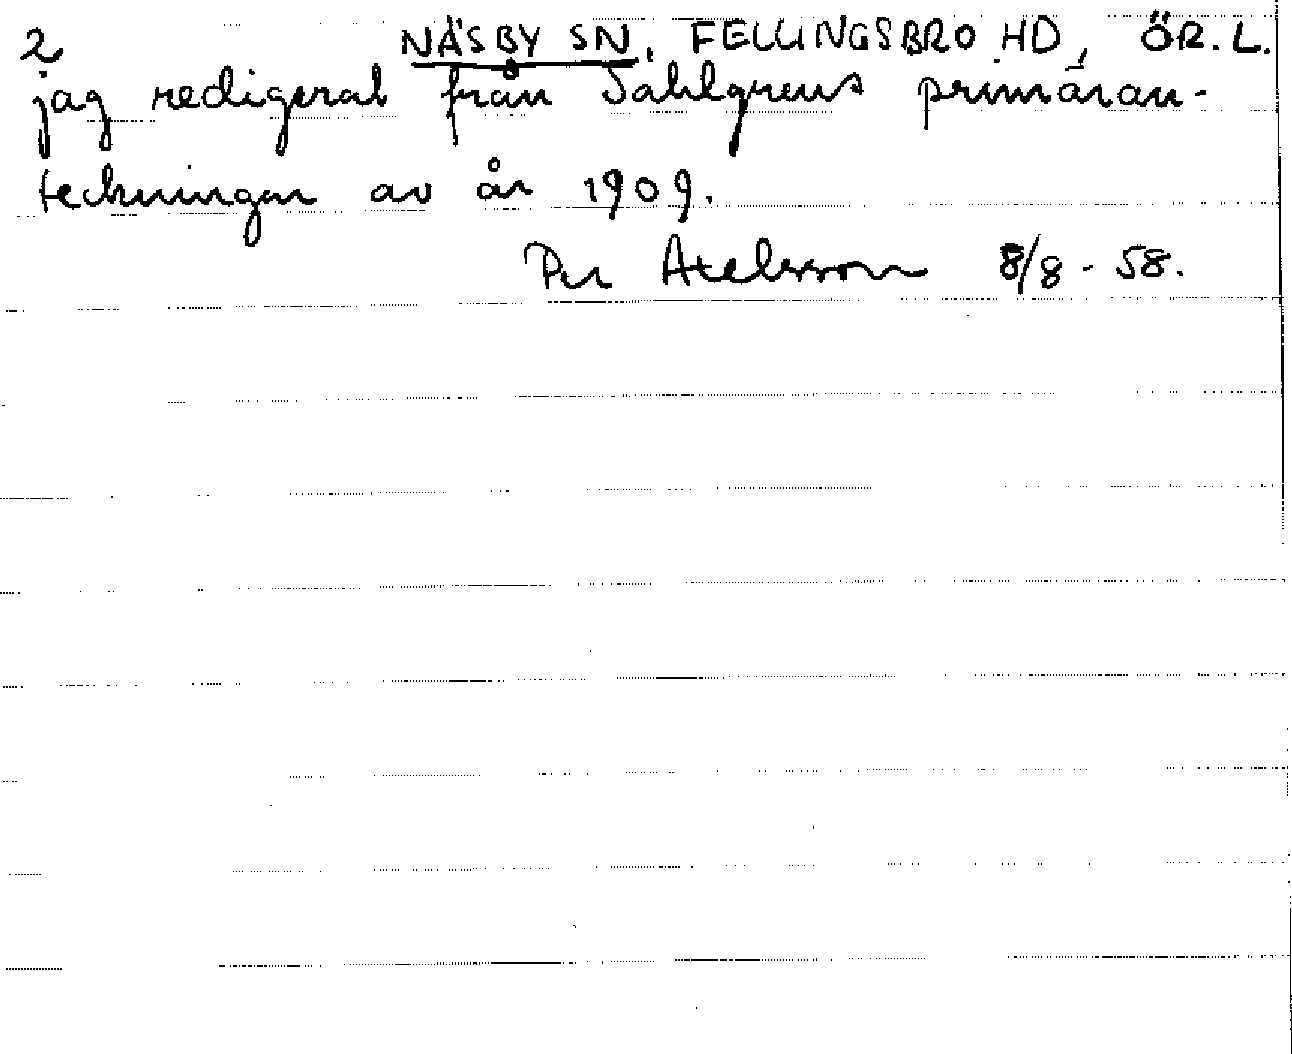 2 NÄSBY SN, FELLINGSBRO HD, ÖR. L.
jag redigerat från Sahlgrens primäran-
teckningar av år 1909.
Per Axelsson 8/8 - 58.